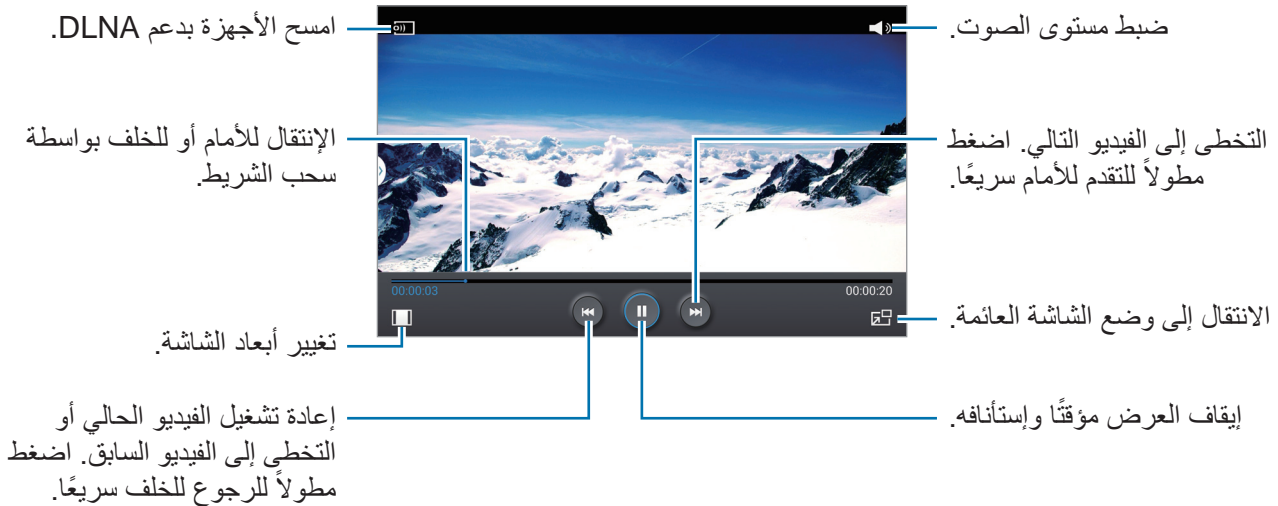 امسح الأجهزة بدعم DLNA.
ضبط مستوى الصوت.
الإنتقال للأمام أو للخلف بواسطة
سحب الشريط.
التخطى إلى الفيديو التالي. اضغط
مطولاً للتقدم للأمام سريعًا.
00:00:03
00:00:20
تغيير أبعاد الشاشة.
الانتقال إلى وضع الشاشة العائمة.
إعادة تشغيل الفيديو الحالي أو
التخطى إلى الفيديو السابق. اضغط
مطولاً للرجوع للخلف سريعًا.
إيقاف العرض مؤقتًا وإستأنافه.